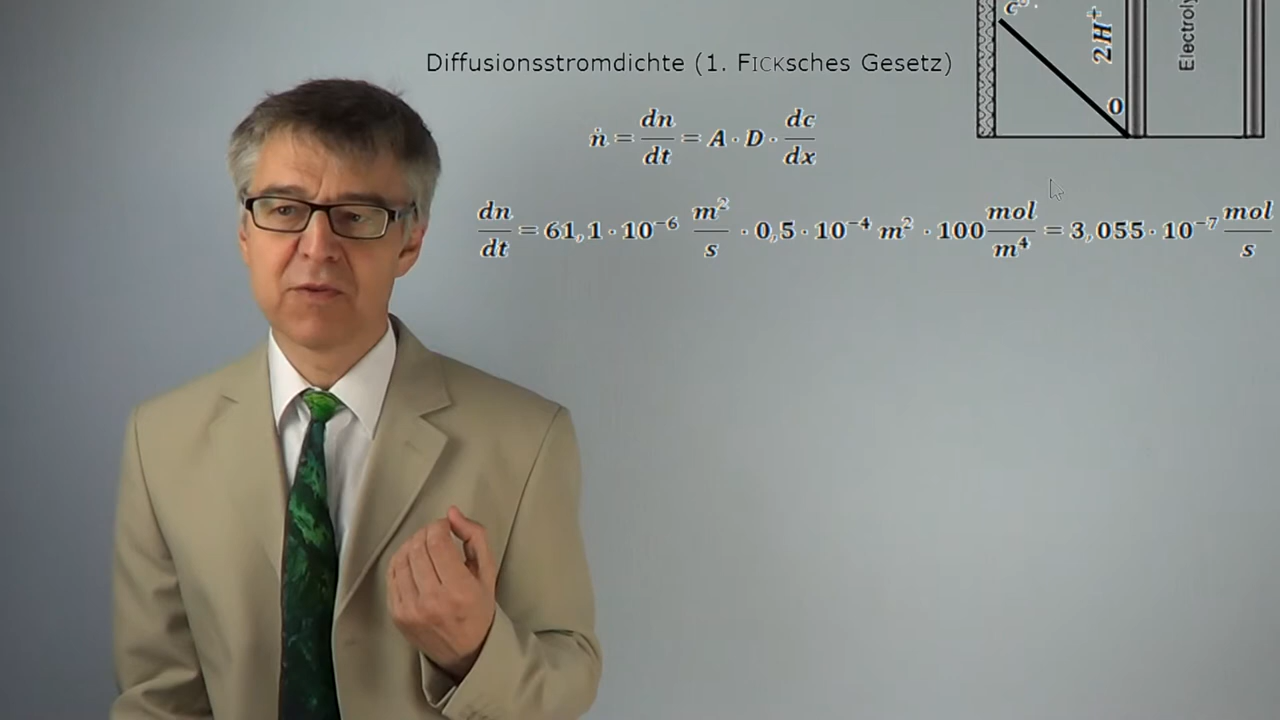 Diffusionsstromdichte (1. FICKsches Gesetz)
ṅ = dn/dt = A · D · dc/dx
dn/dt = 61,1 · 10⁻⁶ m²/s · 0,5 · 10⁻⁴ m² · 100 mol/m⁴ = 3,055 · 10⁻⁷ mol/s
2H⁺
0